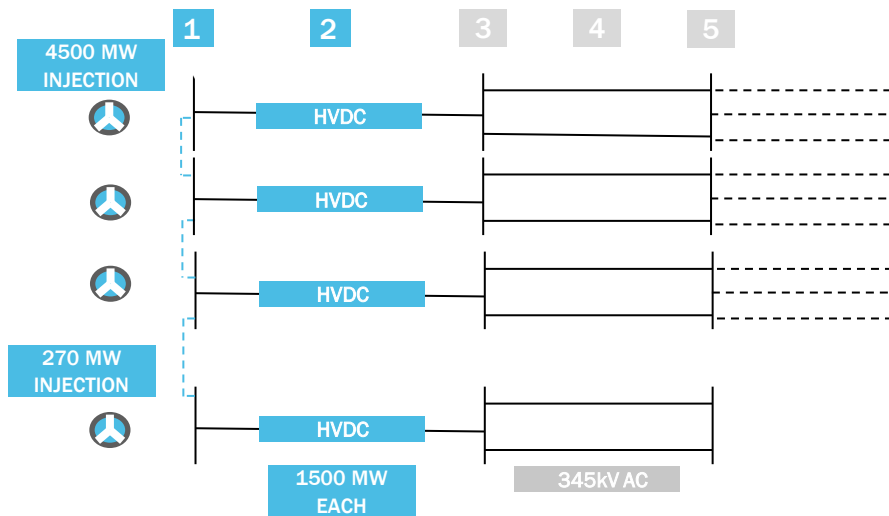 1 2 3 4 5
4500 MW
INJECTION
HVDC
HVDC
HVDC
270 MW
INJECTION
HVDC
1500 MW
EACH
345kV AC